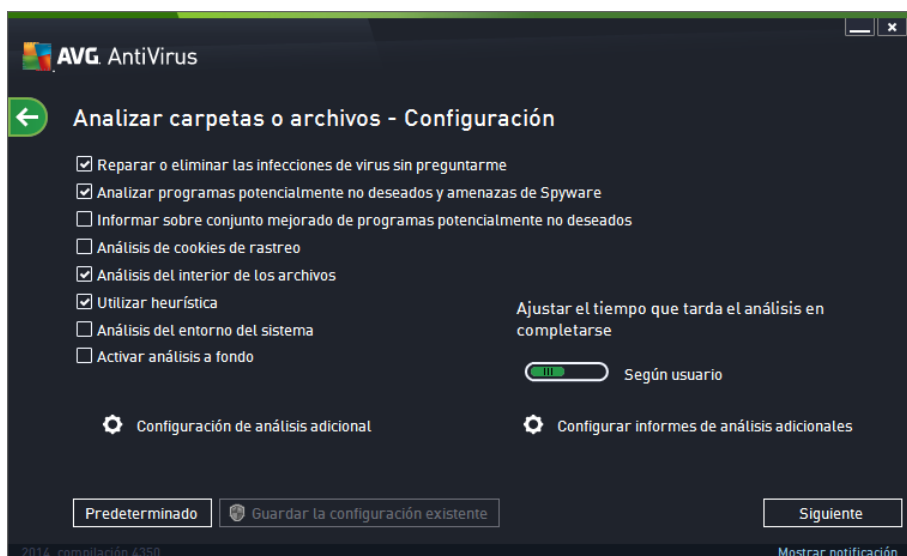 AVG. AntiVirus
Analizar carpetas o archivos - Configuración
Reparar o eliminar las infecciones de virus sin preguntarme
Analizar programas potencialmente no deseados y amenazas de Spyware
Informar sobre conjunto mejorado de programas potencialmente no deseados
Análisis de cookies de rastreo
Análisis del interior de los archivos
Utilizar heurística
Análisis del entorno del sistema
Activar análisis a fondo
Ajustar el tiempo que tarda el análisis en
completarse
Según usuario
Configuración de análisis adicional
Configurar informes de análisis adicionales
Predeterminado
Guardar la configuración existente
Siguiente
2014 compilación 4350
Mostrar notificación